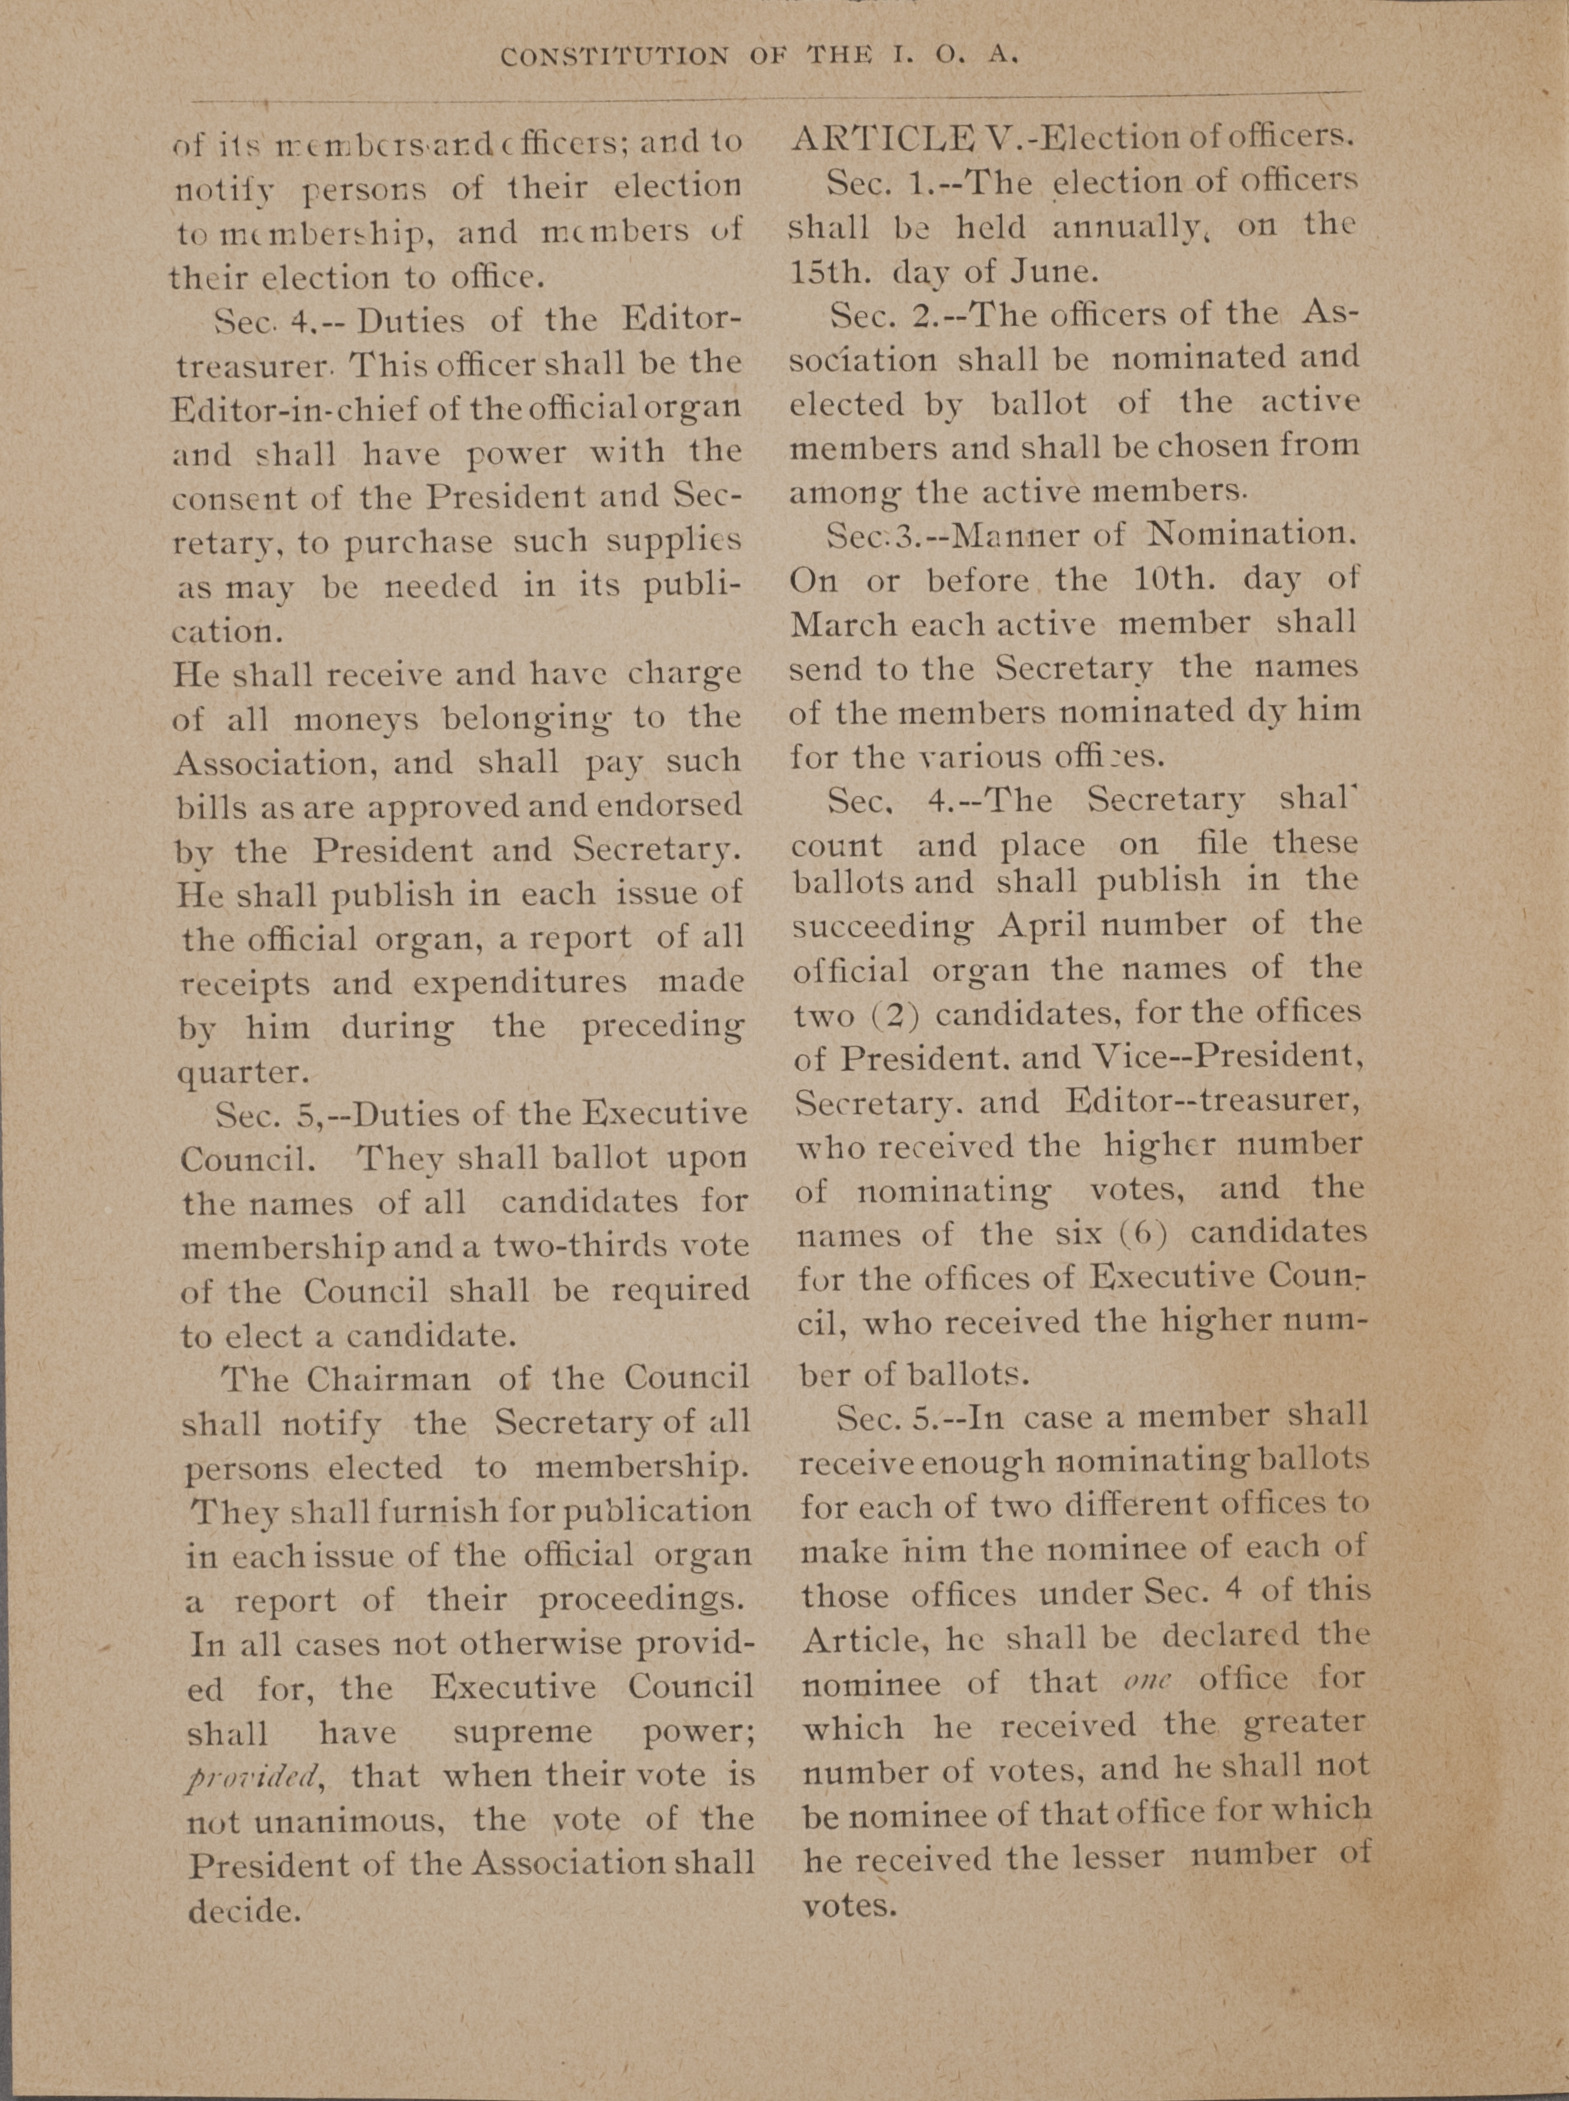 CONSTITUTION OF THE I. O. A.
of its members and officers; and to
notify persons of their election
to membership, and members of
their election to office.
Sec. 4.-- Duties of the Editor-
treasurer. This officer shall be the
Editor-in-chief of the official organ
and shall have power with the
consent of the President and Sec-
retary, to purchase such supplies
as may be needed in its publi-
cation.
He shall receive and have charge
of all moneys belonging to the
Association, and shall pay such
bills as are approved and endorsed
by the President and Secretary.
He shall publish in each issue of
the official organ, a report of all
receipts and expenditures made
by him during the preceding
quarter.
Sec. 5,--Duties of the Executive
Council. They shall ballot upon
the names of all candidates for
membership and a two-thirds vote
of the Council shall be required
to elect a candidate.
The Chairman of the Council
shall notify the Secretary of all
persons elected to membership.
They shall furnish for publication
in each issue of the official organ
a report of their proceedings.
In all cases not otherwise provid-
ed for, the Executive Council
shall have supreme power;
provided, that when their vote is
not unanimous, the vote of the
President of the Association shall
decide.
ARTICLE V.-Election of officers.
Sec. 1.--The election of officers
shall be held annually, on the
15th. day of June.
Sec. 2.--The officers of the As-
sociation shall be nominated and
elected by ballot of the active
members and shall be chosen from
among the active members.
Sec.3.--Manner of Nomination.
On or before the 10th. day of
March each active member shall
send to the Secretary the names
of the members nominated dy him
for the various offices.
Sec. 4.--The Secretary shall
count and place on file these
ballots and shall publish in the
succeeding April number of the
official organ the names of the
two (2) candidates, for the offices
of President. and Vice--President,
Secretary. and Editor--treasurer,
who received the higher number
of nominating votes, and the
names of the six (6) candidates
for the offices of Executive Coun-
cil, who received the higher num-
ber of ballots.
Sec. 5.--In case a member shall
receive enough nominating ballots
for each of two different offices to
make him the nominee of each of
those offices under Sec. 4 of this
Article, he shall be declared the
nominee of that one office for
which he received the greater
number of votes, and he shall not
be nominee of that office for which
he received the lesser number of
votes.